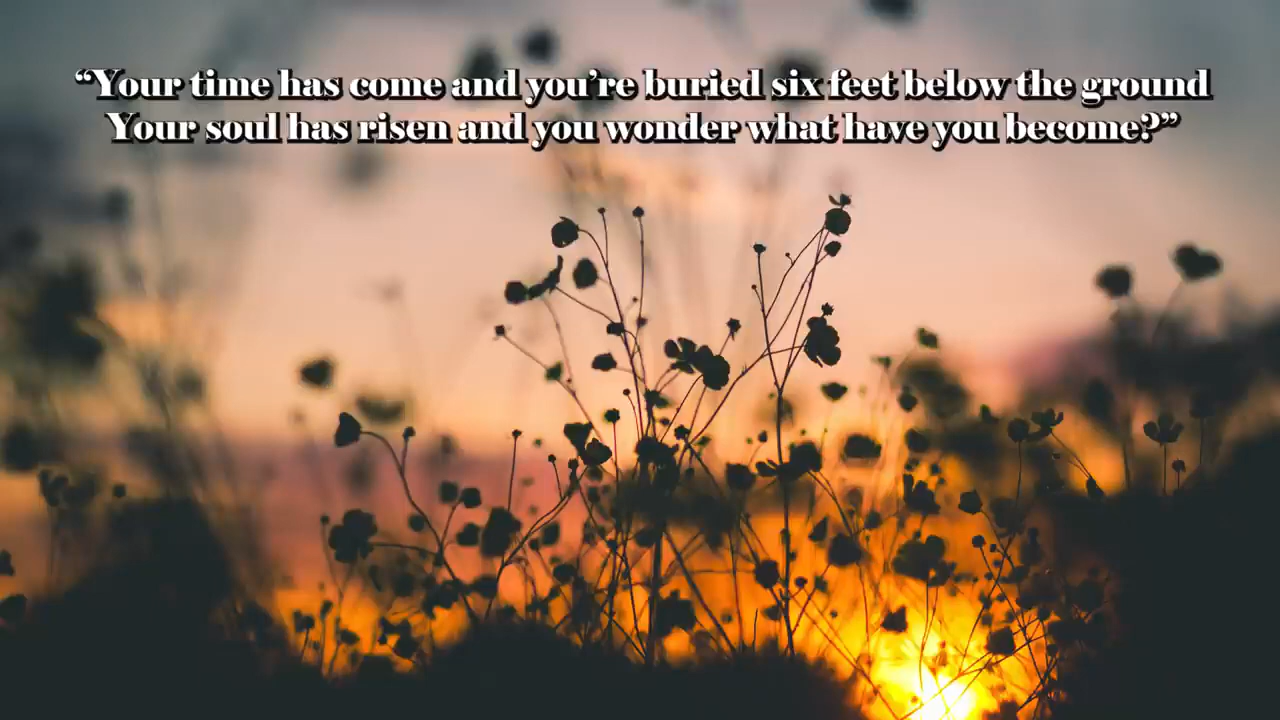 “Your time has come and you’re buried six feet below the ground
Your soul has risen and you wonder what have you become?”